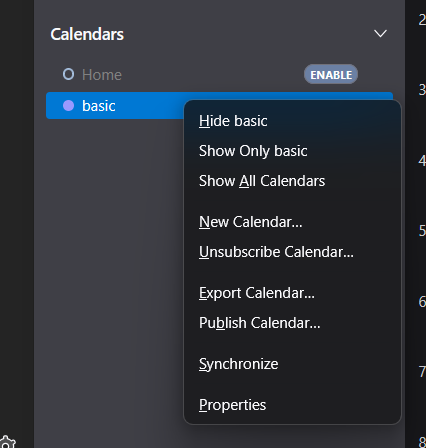 Calendars
Home ENABLE
basic
Hide basic
Show Only basic
Show All Calendars
New Calendar...
Unsubscribe Calendar...
Export Calendar...
Publish Calendar...
Synchronize
Properties
2
3
4
5
6
7
8